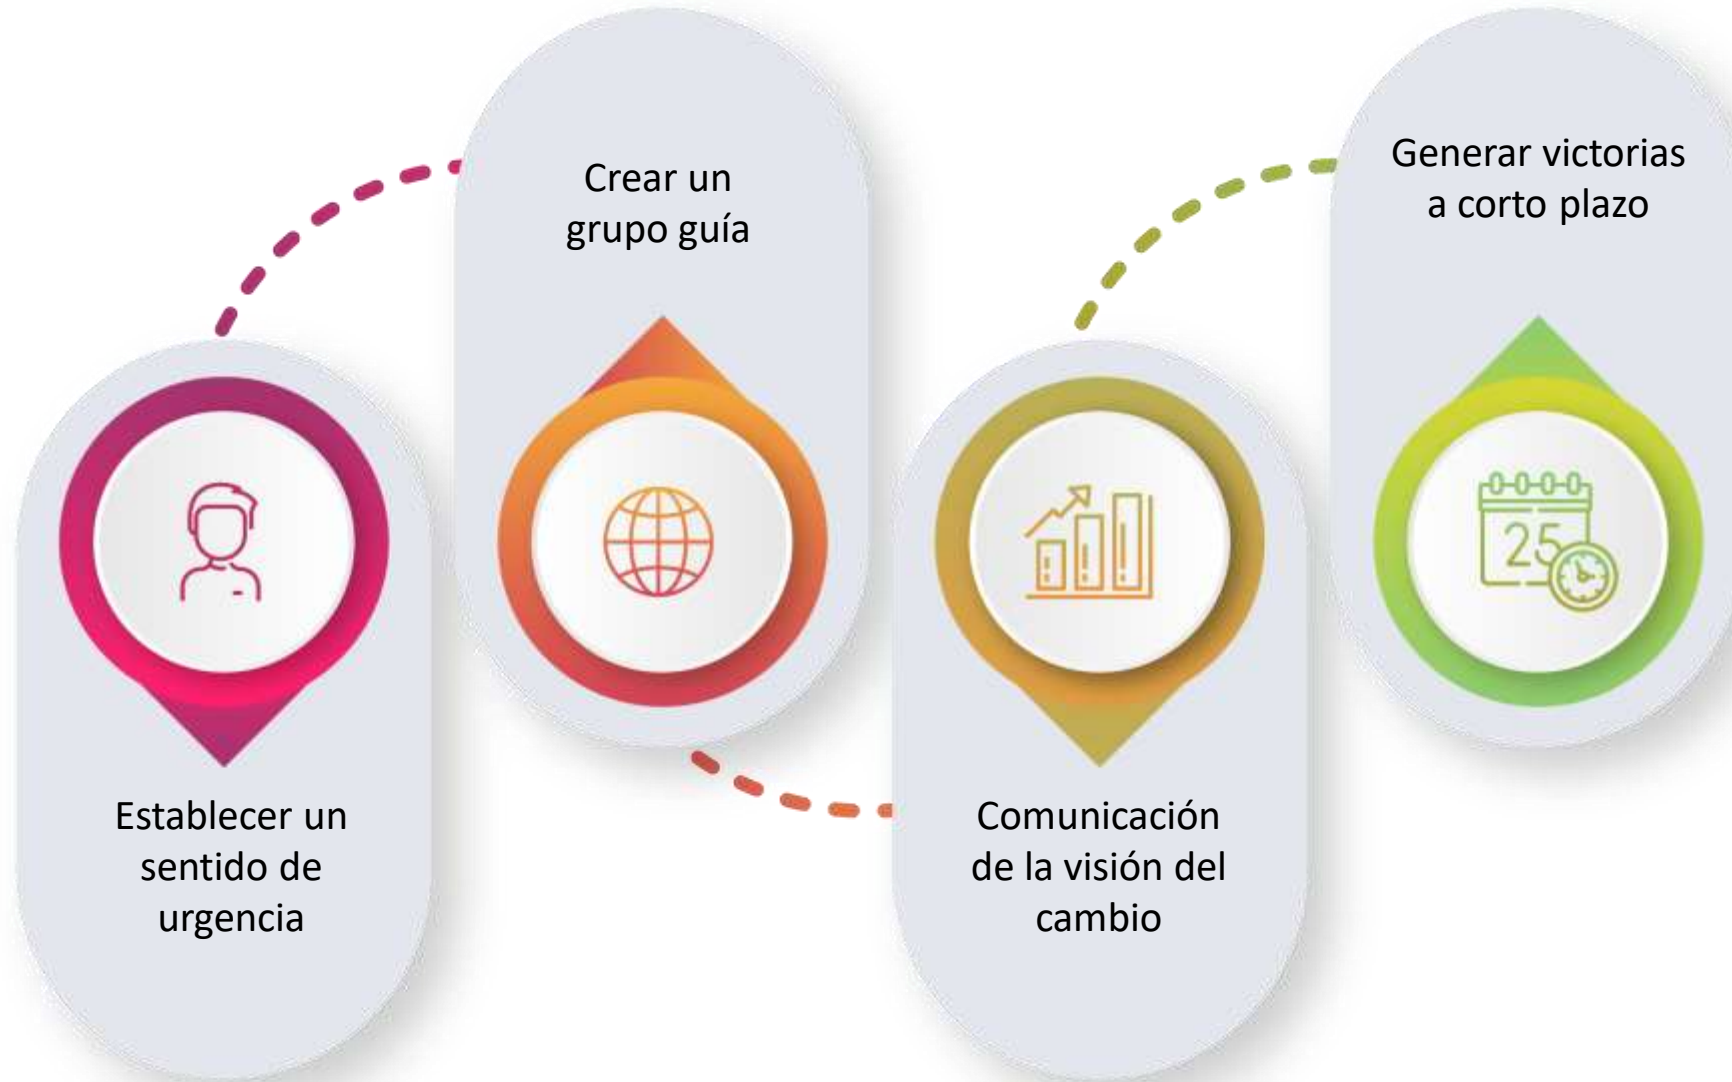 Establecer un
sentido de
urgencia
Crear un
grupo guía
Comunicación
de la visión del
cambio
Generar victorias
a corto plazo
25